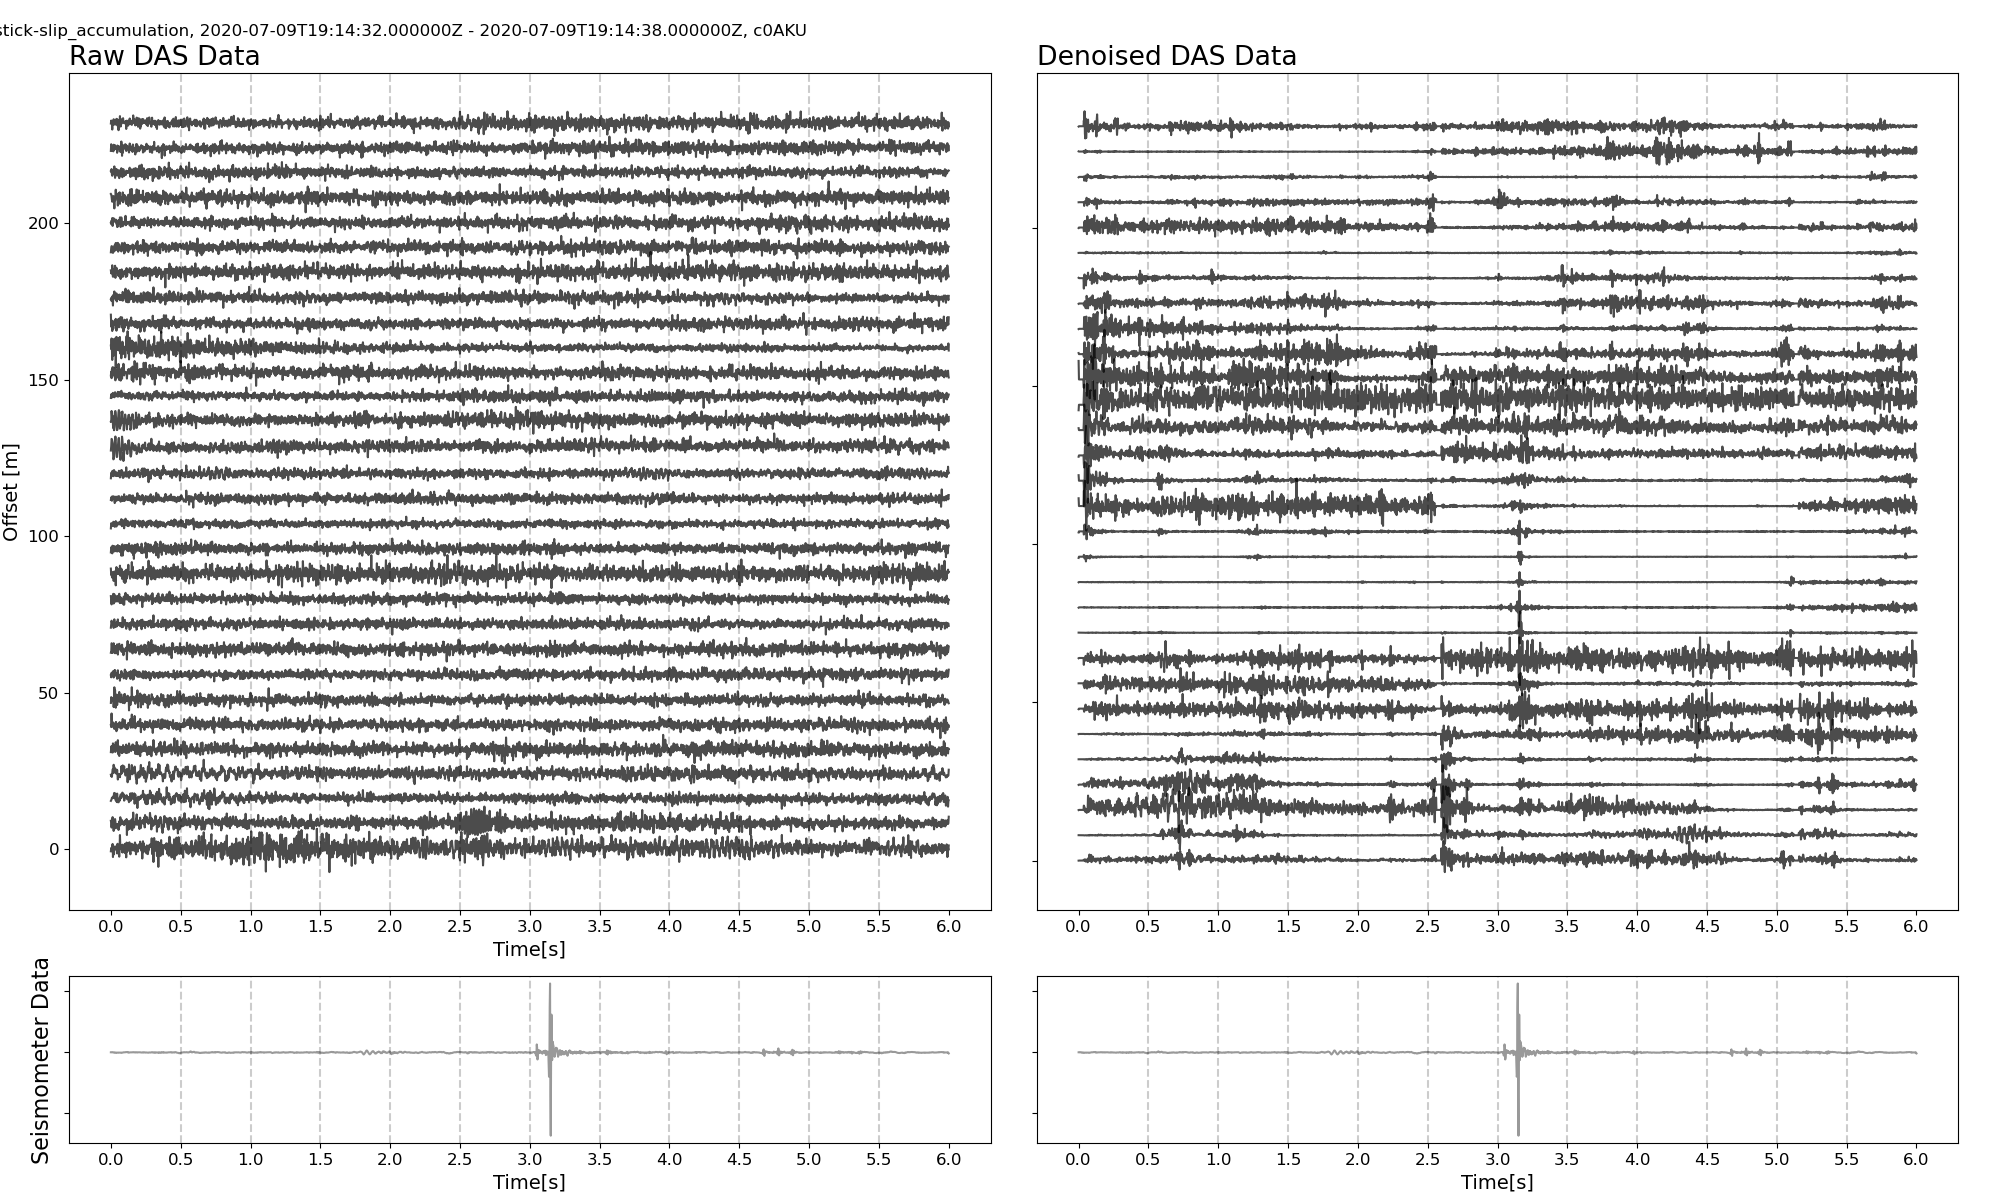 stick-slip_accumulation, 2020-07-09T19:14:32.000000Z - 2020-07-09T19:14:38.000000Z, c0AKU
Raw DAS Data
Denoised DAS Data
Offset [m]
200
150
100
50
0
0.0 0.5 1.0 1.5 2.0 2.5 3.0 3.5 4.0 4.5 5.0 5.5 6.0
Time[s]
0.0 0.5 1.0 1.5 2.0 2.5 3.0 3.5 4.0 4.5 5.0 5.5 6.0
Seismometer Data
0.0 0.5 1.0 1.5 2.0 2.5 3.0 3.5 4.0 4.5 5.0 5.5 6.0
Time[s]
0.0 0.5 1.0 1.5 2.0 2.5 3.0 3.5 4.0 4.5 5.0 5.5 6.0
Time[s]